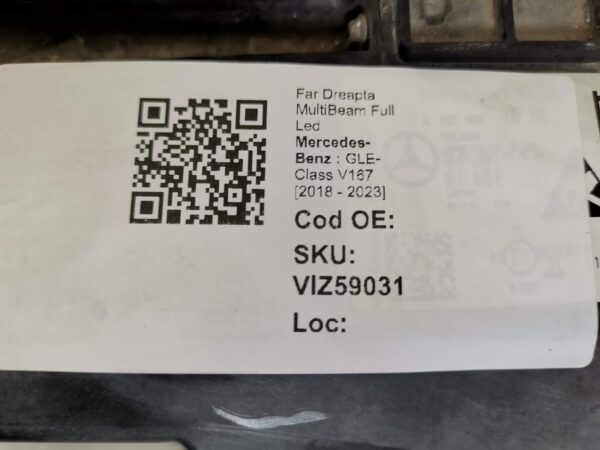 Far Dreapta
MultiBeam Full
Led
Mercedes-
Benz : GLE-
Class V167
[2018 - 2023]
Cod OE:
SKU:
VIZ59031
Loc: